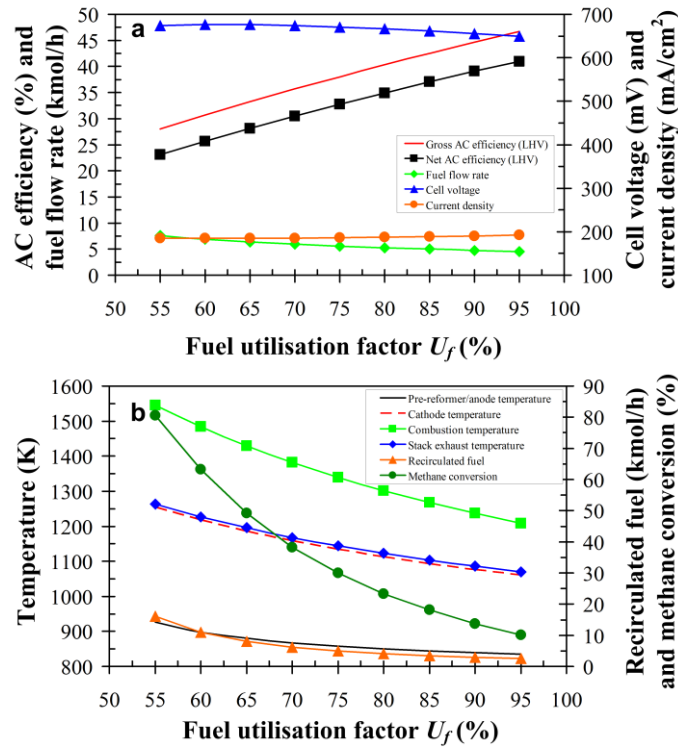 a
AC efficiency (%) and
fuel flow rate (kmol/h)
50
45
40
35
30
25
20
15
10
5
0
700
600
500
400
300
200
100
Cell voltage (mV) and
current density (mA/cm²)
Gross AC efficiency (LHV)
Net AC efficiency (LHV)
Fuel flow rate
Cell voltage
Current density
50 55 60 65 70 75 80 85 90 95 100
Fuel utilisation factor U_f (%)
b
Temperature (K)
1600
1500
1400
1300
1200
1100
1000
900
800
90
80
70
60
50
40
30
20
10
0
Recirculated fuel (kmol/h)
and methane conversion (%)
Pre-reformer/anode temperature
Cathode temperature
Combustion temperature
Stack exhaust temperature
Recirculated fuel
Methane conversion
50 55 60 65 70 75 80 85 90 95 100
Fuel utilisation factor U_f (%)